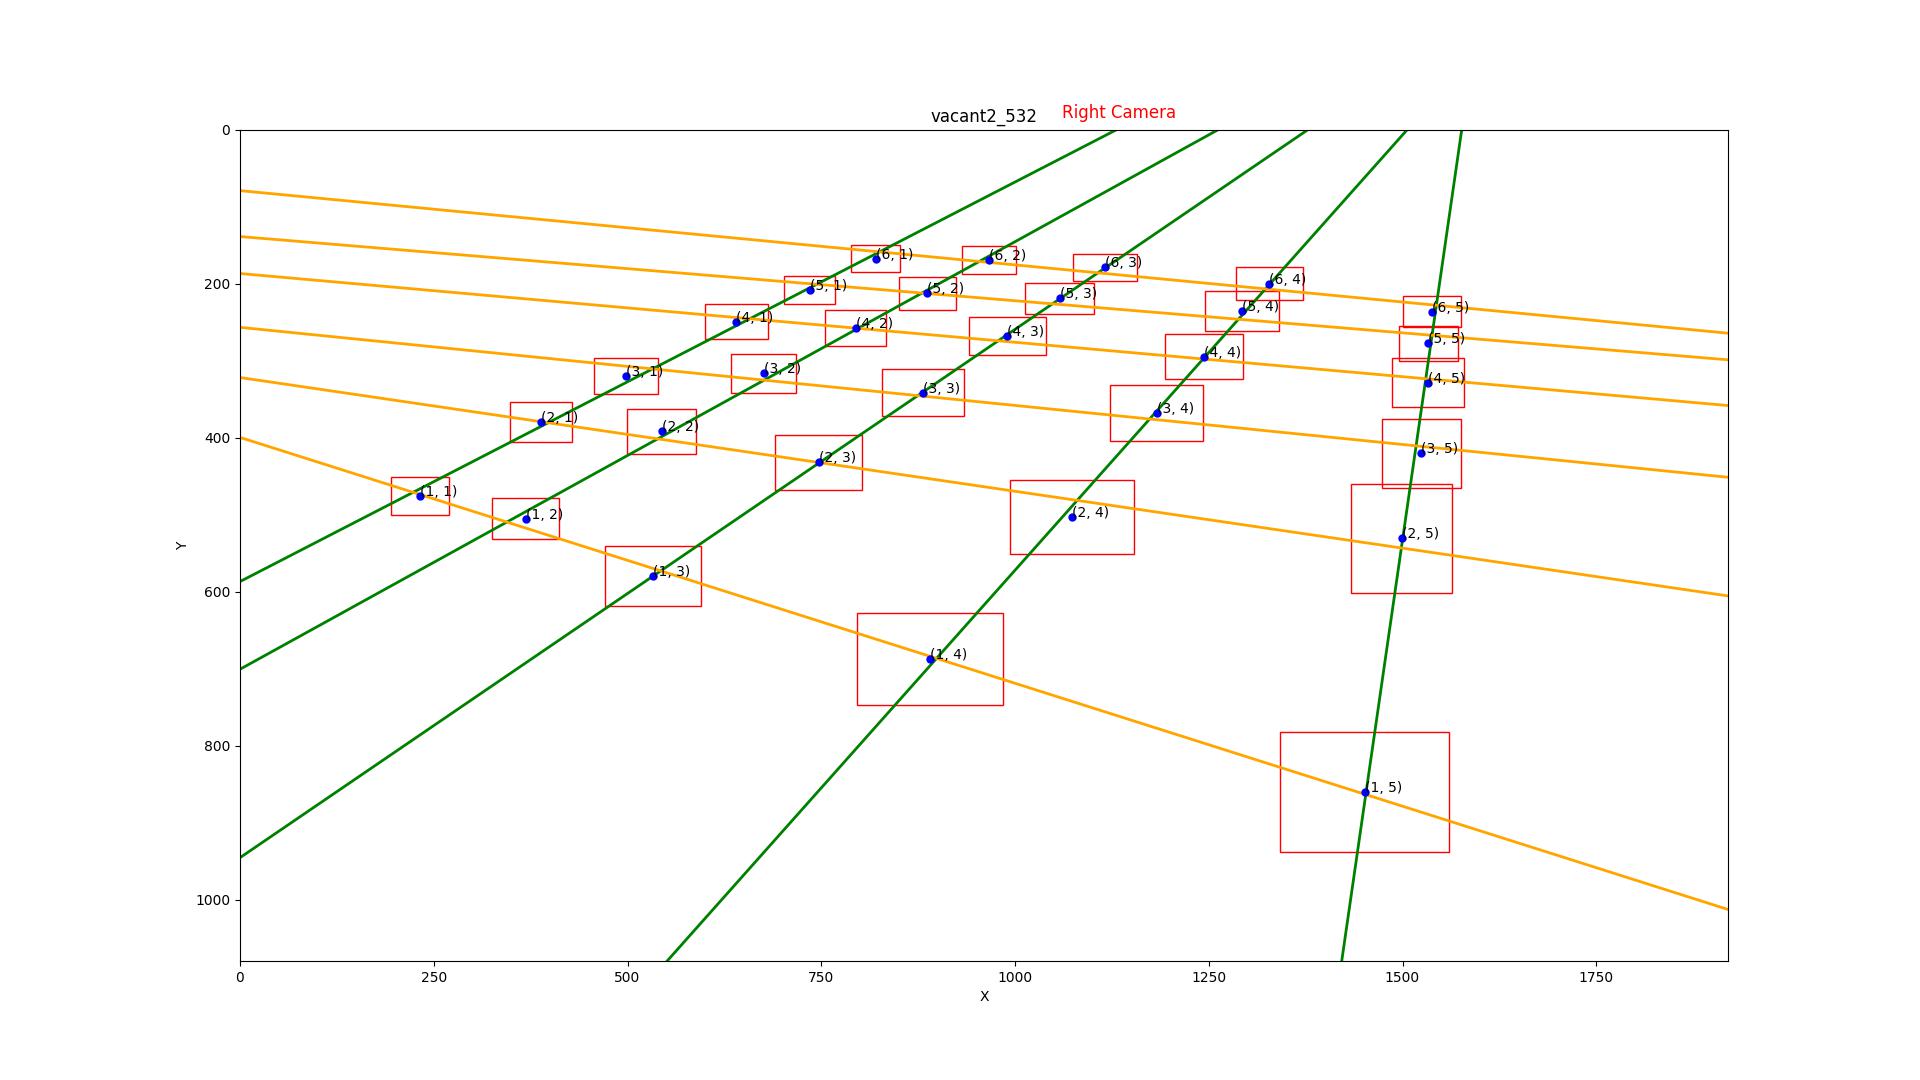 vacant2_532 Right Camera
0
(6, 1) (6, 2) (6, 3)
(6, 4)
200 (5, 1) (5, 2) (5, 3)
(5, 4) (6, 5)
(4, 1) (4, 2) (4, 3)
(5, 5)
(4, 4)
(3, 1) (3, 2) (4, 5)
(3, 3)
(3, 4)
400 (2, 1) (2, 2)
(3, 5)
(2, 3)
(1, 1)
(1, 2) (2, 4)
(2, 5)
Y
(1, 3)
600
(1, 4)
800 (1, 5)
1000
0 250 500 750 1000 1250 1500 1750
X